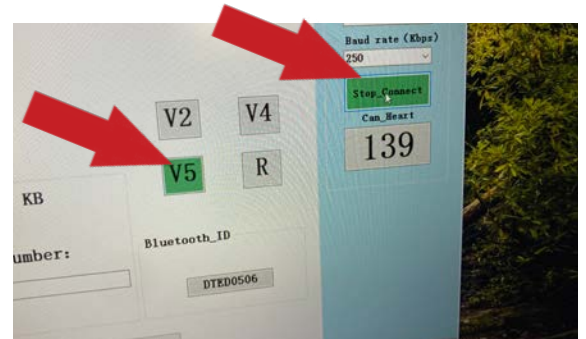 Baud rate (Kbps)
250
Stop_Connect
Can_Heart
139
V2
V4
V5
R
KB
umber:
Bluetooth_ID
DTED0506